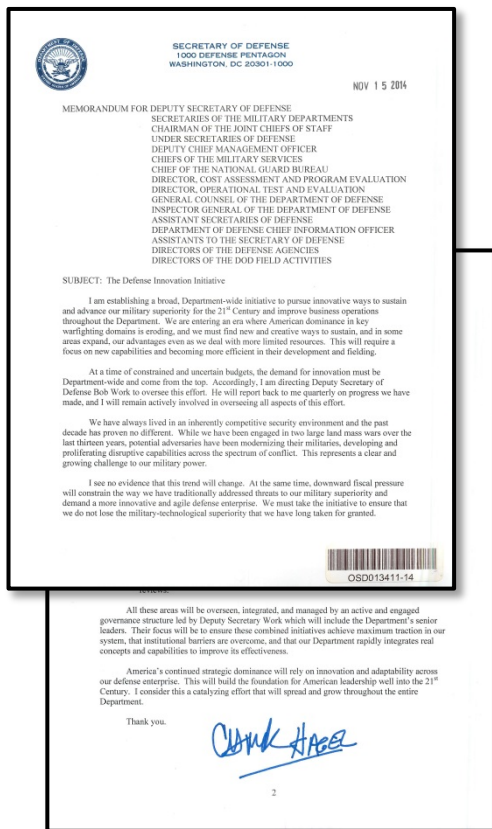 SECRETARY OF DEFENSE
1000 DEFENSE PENTAGON
WASHINGTON, DC 20301-1000
NOV 15 2014
MEMORANDUM FOR DEPUTY SECRETARY OF DEFENSE
SECRETARIES OF THE MILITARY DEPARTMENTS
CHAIRMAN OF THE JOINT CHIEFS OF STAFF
UNDER SECRETARIES OF DEFENSE
DEPUTY CHIEF MANAGEMENT OFFICER
CHIEFS OF THE MILITARY SERVICES
CHIEF OF THE NATIONAL GUARD BUREAU
DIRECTOR, COST ASSESSMENT AND PROGRAM EVALUATION
DIRECTOR, OPERATIONAL TEST AND EVALUATION
GENERAL COUNSEL OF THE DEPARTMENT OF DEFENSE
INSPECTOR GENERAL OF THE DEPARTMENT OF DEFENSE
ASSISTANT SECRETARIES OF DEFENSE
DEPARTMENT OF DEFENSE CHIEF INFORMATION OFFICER
ASSISTANTS TO THE SECRETARY OF DEFENSE
DIRECTORS OF THE DEFENSE AGENCIES
DIRECTORS OF THE DOD FIELD ACTIVITIES
SUBJECT: The Defense Innovation Initiative
I am establishing a broad, Department-wide initiative to pursue innovative ways to sustain
and advance our military superiority for the 21st Century and improve business operations
throughout the Department. We are entering an era where American dominance in key
warfighting domains is eroding, and we must find new and creative ways to sustain, and in some
areas expand, our advantages even as we deal with more limited resources. This will require a
focus on new capabilities and becoming more efficient in their development and fielding.
At a time of constrained and uncertain budgets, the demand for innovation must be
Department-wide and come from the top. Accordingly, I am directing Deputy Secretary of
Defense Bob Work to oversee this effort. He will report back to me quarterly on progress we have
made, and I will remain actively involved in overseeing all aspects of this effort.
We have always lived in an inherently competitive security environment and the past
decade has proven no different. While we have been engaged in two large land mass wars over the
last thirteen years, potential adversaries have been modernizing their militaries, developing and
proliferating disruptive capabilities across the spectrum of conflict. This represents a clear and
growing challenge to our military power.
I see no evidence that this trend will change. At the same time, downward fiscal pressure
will constrain the way we have traditionally addressed threats to our military superiority and
demand a more innovative and agile defense enterprise. We must take the initiative to ensure that
we do not lose the military-technological superiority that we have long taken for granted.
OSD013411-14
reviews.
All these areas will be overseen, integrated, and managed by an active and engaged
governance structure led by Deputy Secretary Work which will include the Department's senior
leaders. Their focus will be to ensure these combined initiatives achieve maximum traction in our
system, that institutional barriers are overcome, and that our Department rapidly integrates real
concepts and capabilities to improve its effectiveness.
America's continued strategic dominance will rely on innovation and adaptability across
our defense enterprise. This will build the foundation for American leadership well into the 21st
Century. I consider this a catalyzing effort that will spread and grow throughout the entire
Department.
Thank you.
Chuck Hagel
2